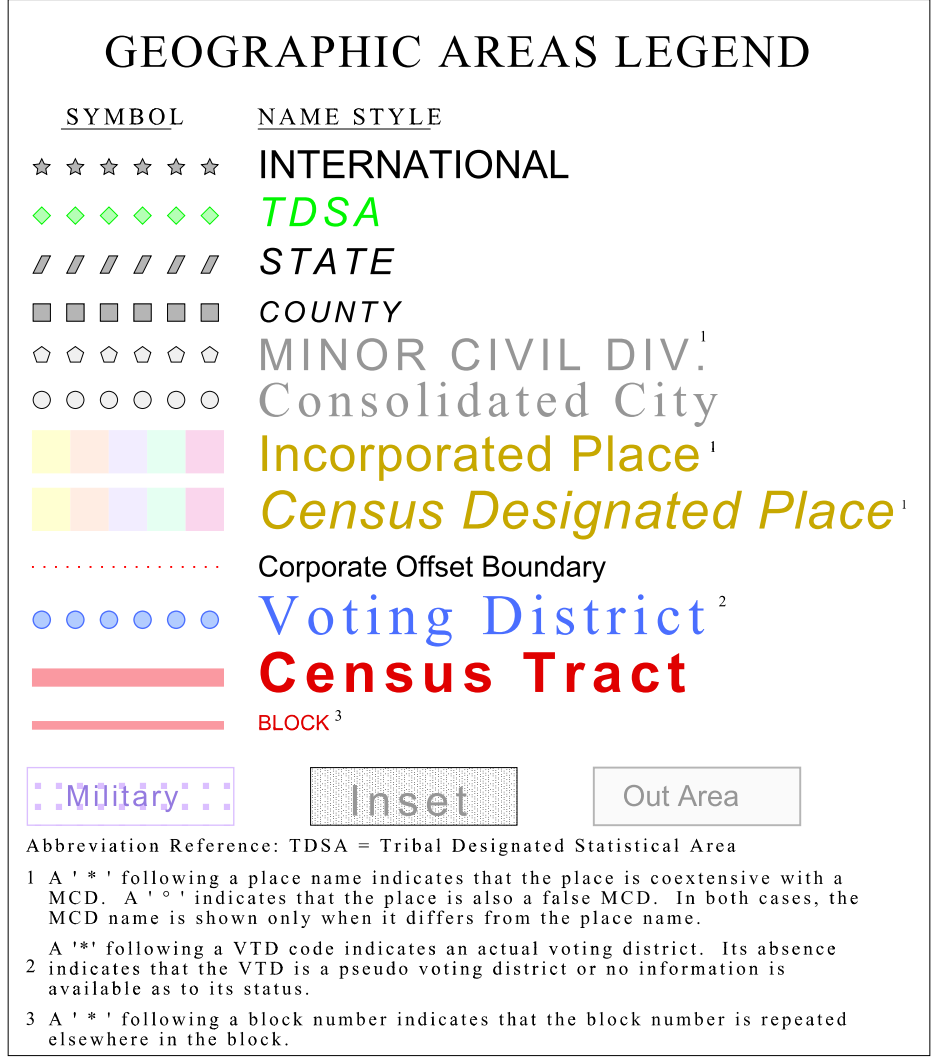 GEOGRAPHIC AREAS LEGEND
SYMBOL NAME STYLE
INTERNATIONAL
TDSA
STATE
COUNTY
MINOR CIVIL DIV. 1
Consolidated City
Incorporated Place 1
Census Designated Place 1
Corporate Offset Boundary
Voting District 2
Census Tract
BLOCK 3
Military Inset Out Area
Abbreviation Reference: TDSA = Tribal Designated Statistical Area
1 A ' * ' following a place name indicates that the place is coextensive with a
MCD. A ' ° ' indicates that the place is also a false MCD. In both cases, the
MCD name is shown only when it differs from the place name.
A '*' following a VTD code indicates an actual voting district. Its absence
2 indicates that the VTD is a pseudo voting district or no information is
available as to its status.
3 A ' * ' following a block number indicates that the block number is repeated
elsewhere in the block.